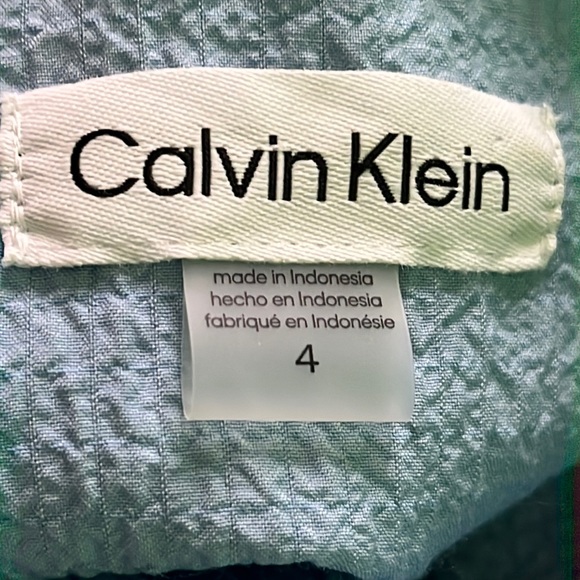 Calvin Klein
made in Indonesia
hecho en Indonesia
fabriqué en Indonésie
4